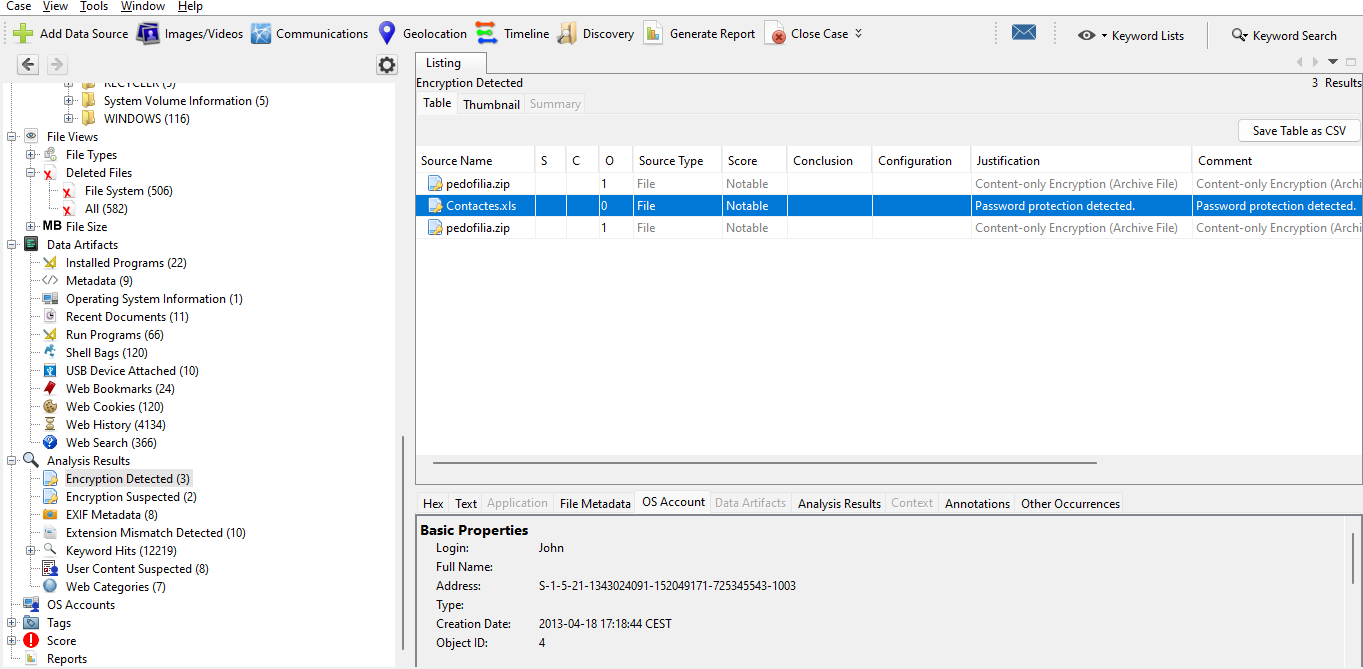 Case View Tools Window Help
Add Data Source Images/Videos Communications Geolocation Timeline Discovery Generate Report Close Case Keyword Lists Keyword Search
RECYCLER (5)
System Volume Information (5)
WINDOWS (116)
File Views
File Types
Deleted Files
File System (506)
All (582)
MB File Size
Data Artifacts
Installed Programs (22)
Metadata (9)
Operating System Information (1)
Recent Documents (11)
Run Programs (66)
Shell Bags (120)
USB Device Attached (10)
Web Bookmarks (24)
Web Cookies (120)
Web History (4134)
Web Search (366)
Analysis Results
Encryption Detected (3)
Encryption Suspected (2)
EXIF Metadata (8)
Extension Mismatch Detected (10)
Keyword Hits (12219)
User Content Suspected (8)
Web Categories (7)
OS Accounts
Tags
Score
Reports
Listing
Encryption Detected 3 Results
Table Thumbnail Summary
Save Table as CSV
Source Name S C O Source Type Score Conclusion Configuration Justification Comment
pedofilia.zip 1 File Notable Content-only Encryption (Archive File) Content-only Encryption (Archi
Contactes.xls 0 File Notable Password protection detected. Password protection detected.
pedofilia.zip 1 File Notable Content-only Encryption (Archive File) Content-only Encryption (Archi
Hex Text Application File Metadata OS Account Data Artifacts Analysis Results Context Annotations Other Occurrences
Basic Properties
Login: John
Full Name:
Address: S-1-5-21-1343024091-152049171-725345543-1003
Type:
Creation Date: 2013-04-18 17:18:44 CEST
Object ID: 4